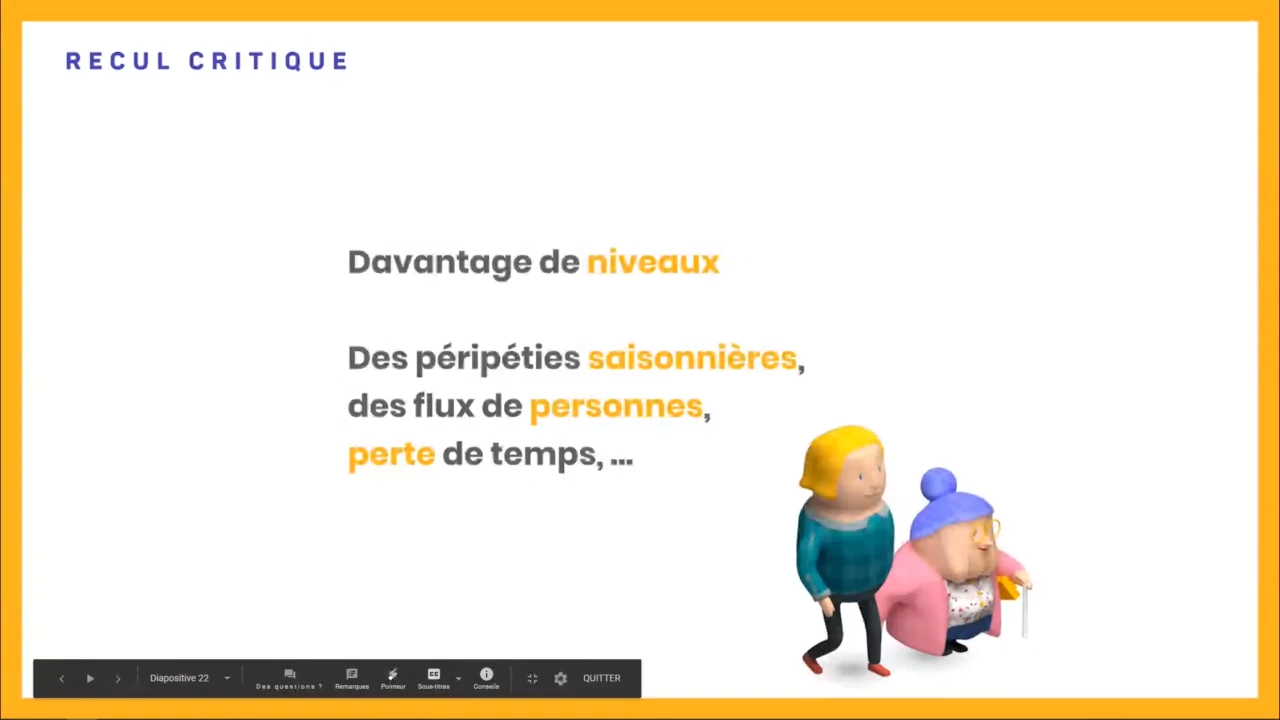 RECUL CRITIQUE
Davantage de niveaux
Des péripéties saisonnières,
des flux de personnes,
perte de temps, ...
Diapositive 22
Des questions ?
Remarques
Pointeur
CC
Sous-titres
Conseils
QUITTER